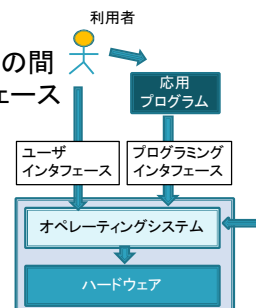 利用者
の間
ェース
応用
プログラム
ユーザ
インタフェース
プログラミング
インタフェース
オペレーティングシステム
ハードウェア